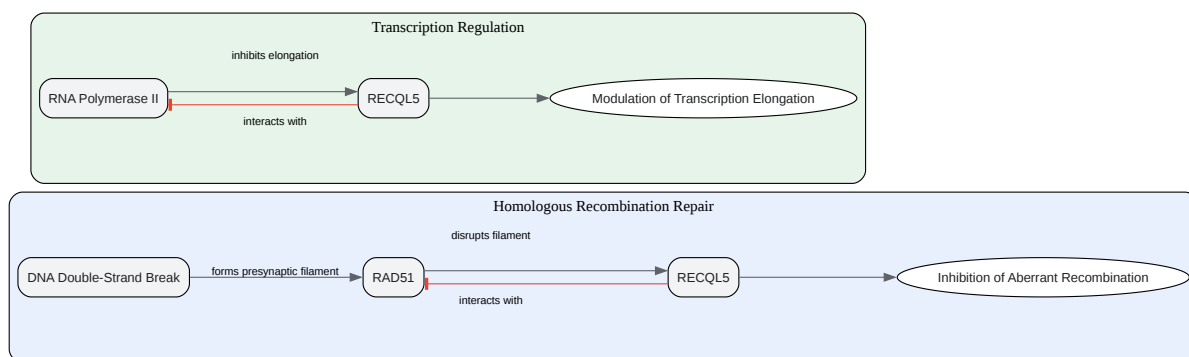 Transcription Regulation
inhibits elongation
RNA Polymerase II
RECQL5
Modulation of Transcription Elongation
interacts with
Homologous Recombination Repair
disrupts filament
DNA Double-Strand Break
forms presynaptic filament
RAD51
RECQL5
Inhibition of Aberrant Recombination
interacts with